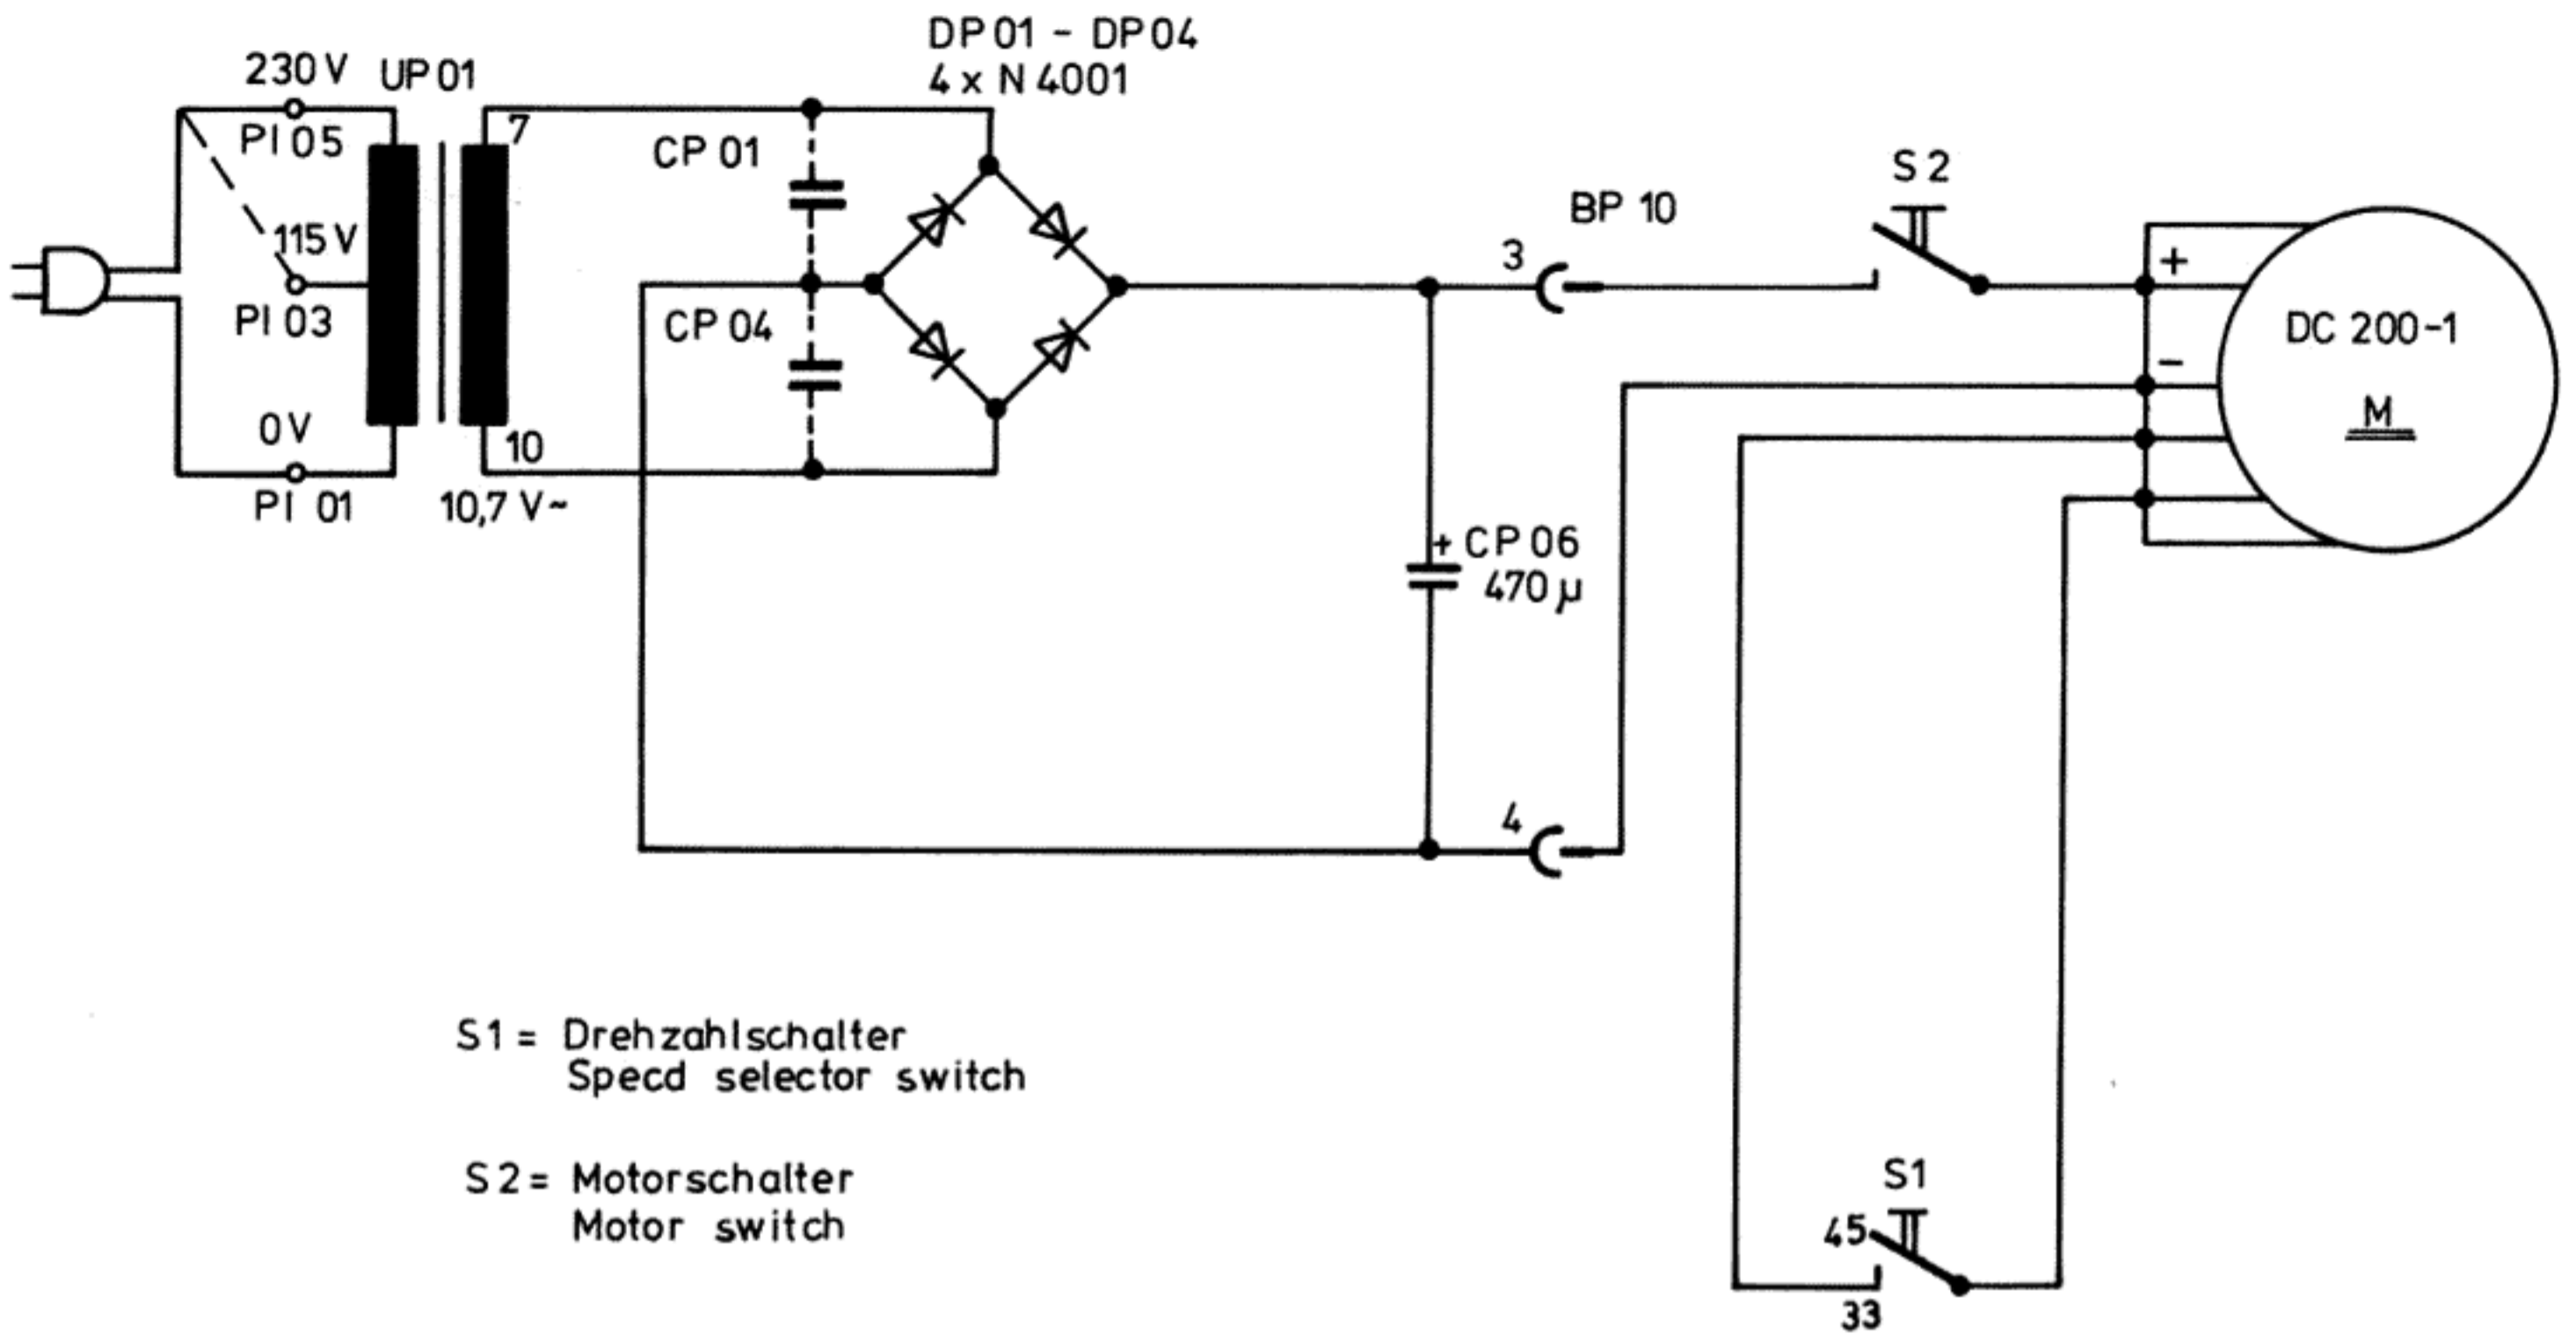 DP 01 - DP 04
4 x N 4001
230 V
UP 01
PI 05
7
CP 01
115 V
PI 03
CP 04
0 V
PI 01
10
10,7 V~
S 2
BP 10
3
+
-
DC 200-1
M
+ CP 06
470 µ
4
S1 = Drehzahlschalter
Specd selector switch
S 2 = Motorschalter
Motor switch
S1
45
33